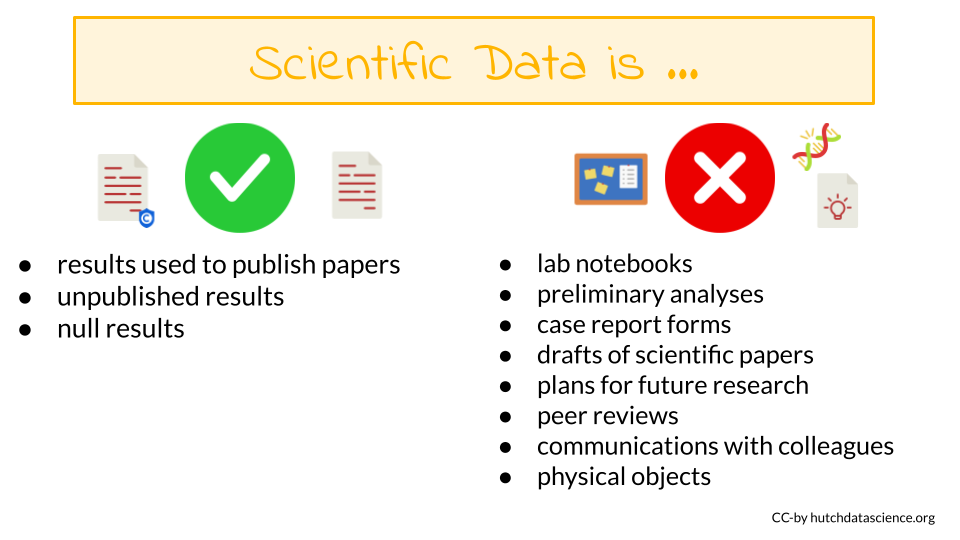 Scientific Data is ...
● results used to publish papers
● unpublished results
● null results
● lab notebooks
● preliminary analyses
● case report forms
● drafts of scientific papers
● plans for future research
● peer reviews
● communications with colleagues
● physical objects
CC-by hutchdatascience.org